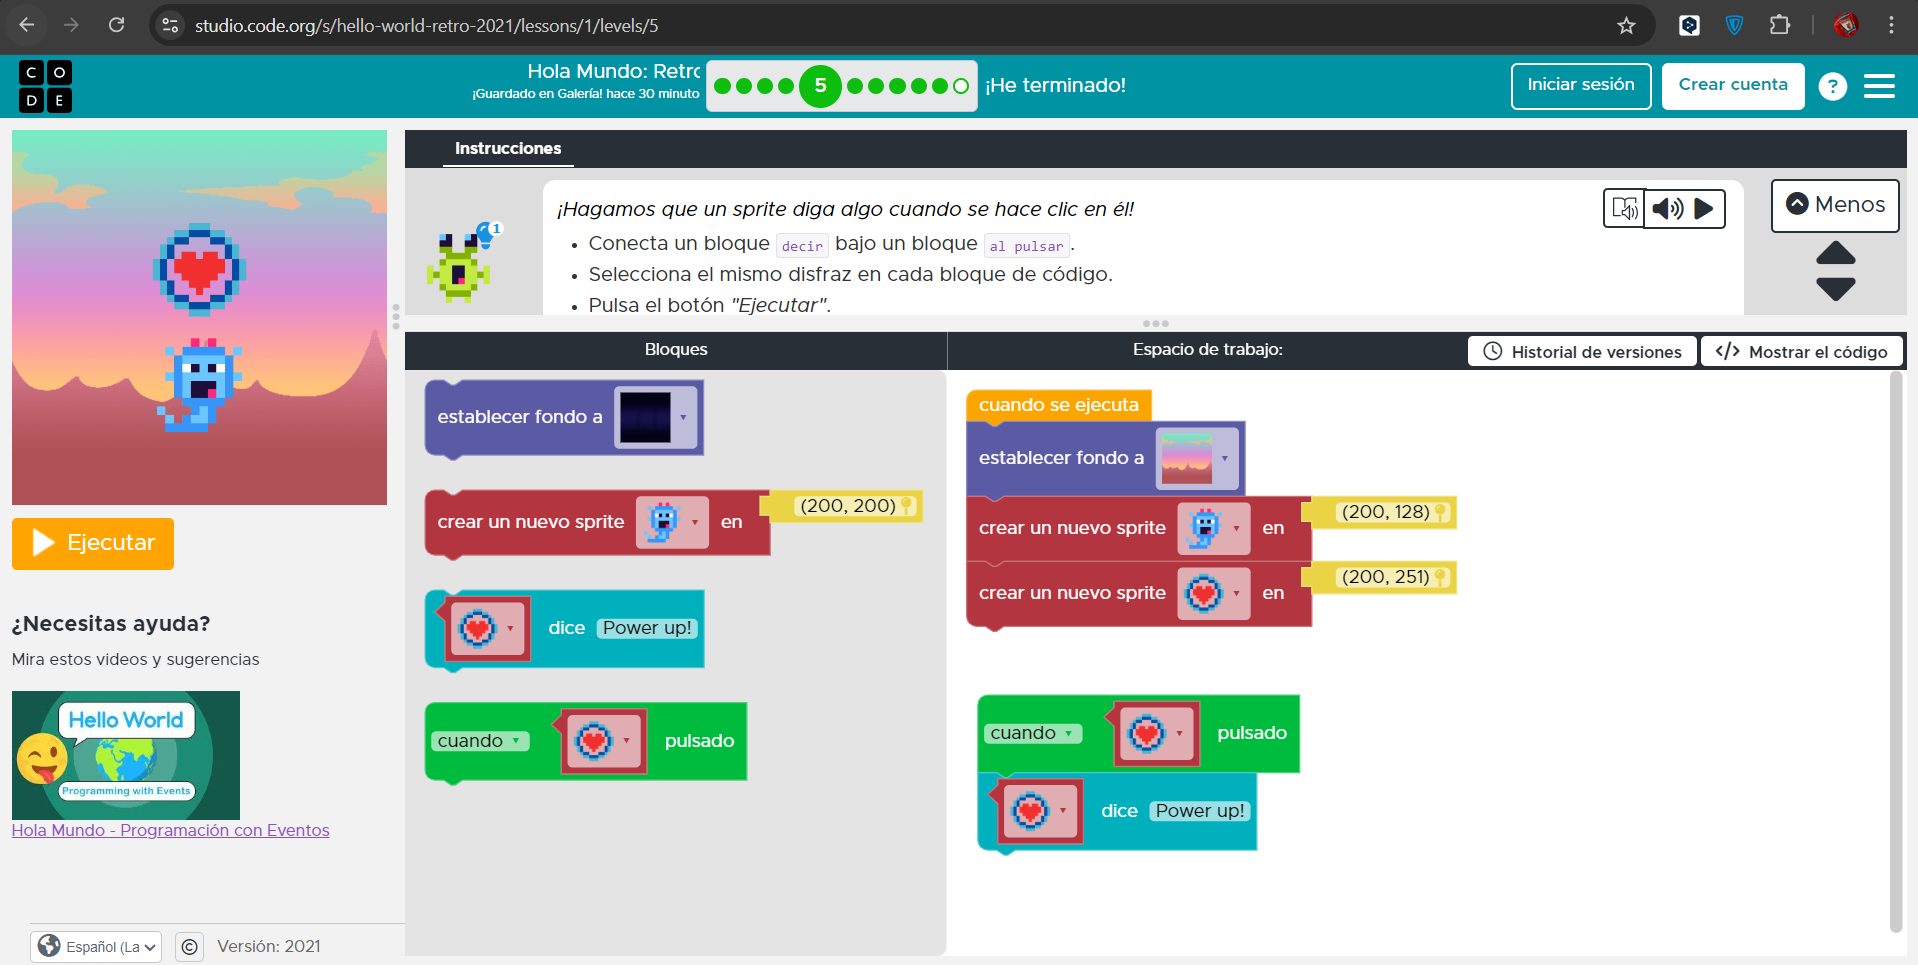 studio.code.org/s/hello-world-retro-2021/lessons/1/levels/5
C O
D E
Hola Mundo: Retro
¡Guardado en Galería! hace 30 minuto
5
¡He terminado!
Iniciar sesión
Crear cuenta
?
Instrucciones
1
¡Hagamos que un sprite diga algo cuando se hace clic en él!
• Conecta un bloque decir bajo un bloque al pulsar.
• Selecciona el mismo disfraz en cada bloque de código.
• Pulsa el botón "Ejecutar".
Menos
Ejecutar
¿Necesitas ayuda?
Mira estos videos y sugerencias
Hello World
Programming with Events
Hola Mundo - Programación con Eventos
Español (La
©
Versión: 2021
Bloques
establecer fondo a
crear un nuevo sprite en (200, 200)
dice Power up!
cuando pulsado
Espacio de trabajo:
Historial de versiones
</> Mostrar el código
cuando se ejecuta
establecer fondo a
crear un nuevo sprite en (200, 128)
crear un nuevo sprite en (200, 251)
cuando pulsado
dice Power up!